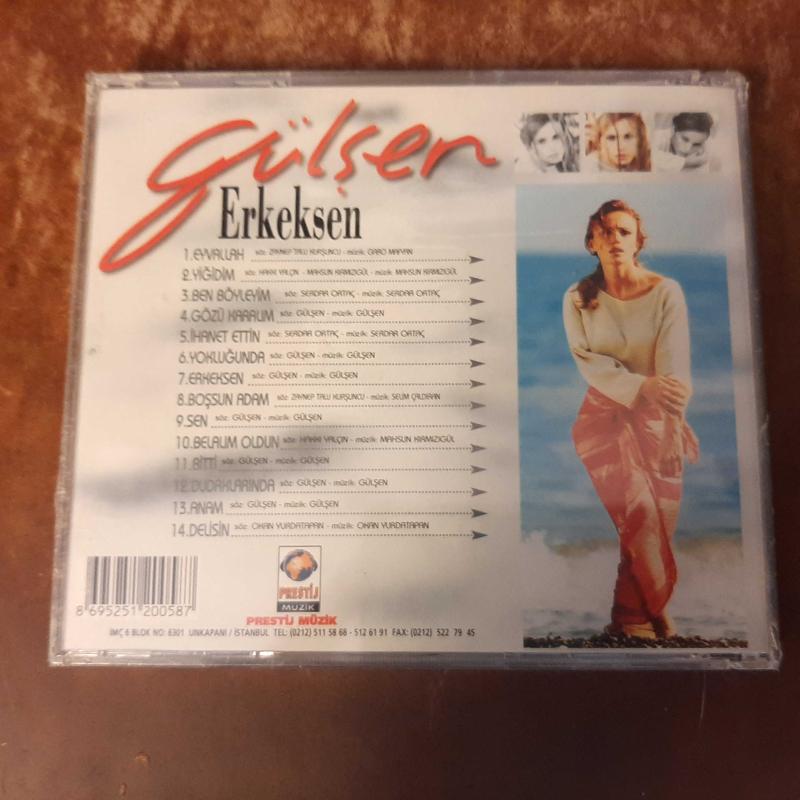 gülşen
Erkeksen
1.EYVALLAH söz: ZEYNEP TALU KURŞUNCU - müzik: GARO MAFYAN
2.YİĞİDİM söz: HAKKI YALÇIN - MAHSUN KIRMIZIGÜL - müzik: MAHSUN KIRMIZIGÜL
3.BEN BÖYLEYİM söz: SERDAR ORTAÇ - müzik: SERDAR ORTAÇ
4.GÖZÜ KARALIM söz: GÜLŞEN - müzik: GÜLŞEN
5.İHANET ETTİN söz: SERDAR ORTAÇ - müzik: SERDAR ORTAÇ
6.YOKLUĞUNDA söz: GÜLŞEN - müzik: GÜLŞEN
7.ERKEKSEN söz: GÜLŞEN - müzik: GÜLŞEN
8.BOŞSUN ADAM söz: ZEYNEP TALU KURŞUNCU - müzik: SELİM ÇALDIRAN
9.SEN söz: GÜLŞEN - müzik: GÜLŞEN
10.BELALIM OLDUN söz: HAKKI YALÇIN - müzik: MAHSUN KIRMIZIGÜL
11.BİTTİ söz: GÜLŞEN - müzik: GÜLŞEN
12.DUDAKLARINDA söz: GÜLŞEN - müzik: GÜLŞEN
13.ANAM söz: GÜLŞEN - müzik: GÜLŞEN
14.DELİSİN söz: OKAN YURDATAPAN - müzik: OKAN YURDATAPAN
8 695251 200587
PRESTİJ
MÜZİK
PRESTİJ MÜZİK
İMÇ 6 BLOK NO: 6301 UNKAPANI / İSTANBUL TEL: (0212) 511 58 68 - 512 61 91 FAX: (0212) 522 79 45